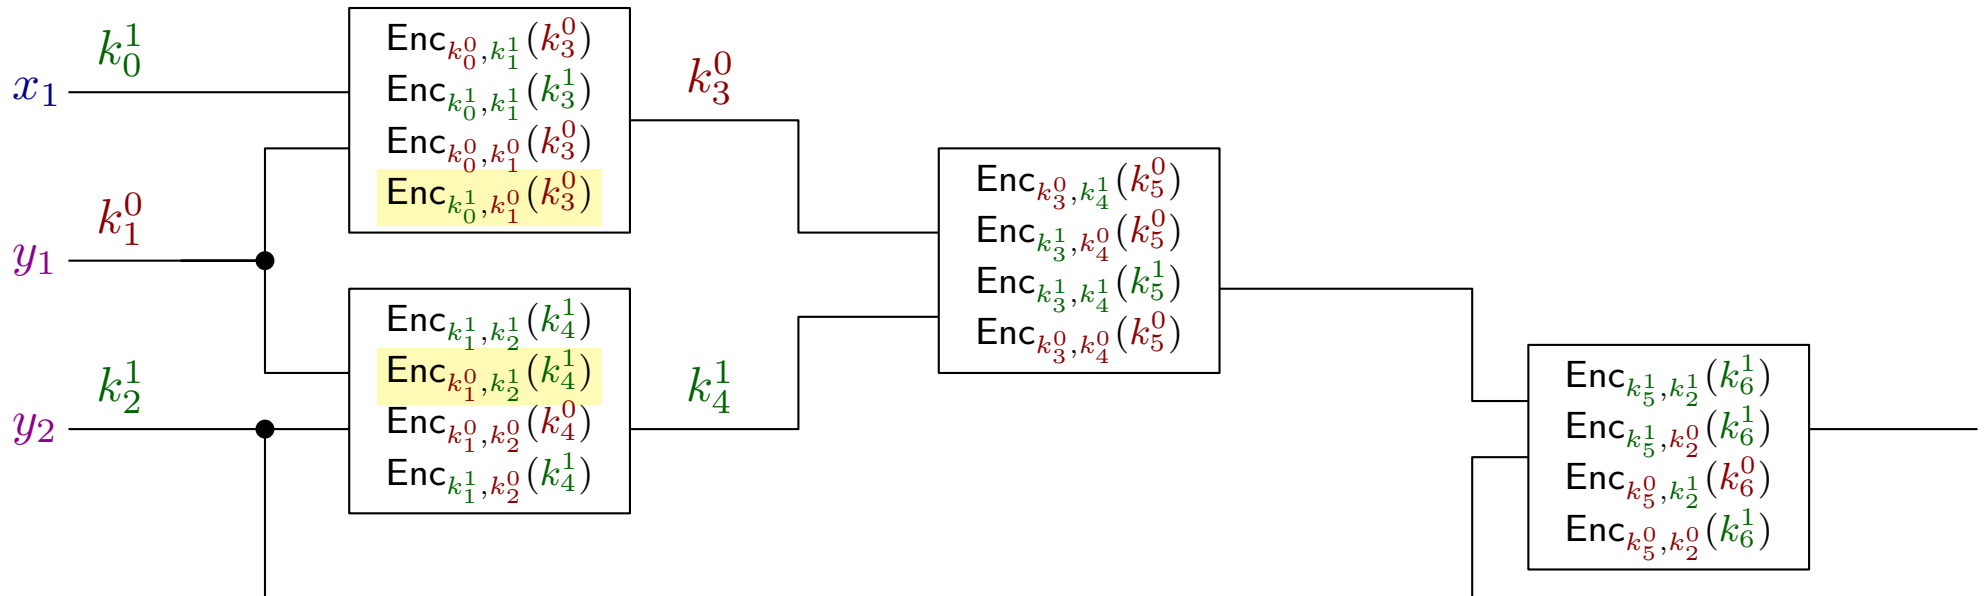 x_1
k_0^1
Enc_{k_0^0,k_1^1}(k_3^0)
Enc_{k_0^1,k_1^1}(k_3^1)
Enc_{k_0^0,k_1^0}(k_3^0)
Enc_{k_0^1,k_1^0}(k_3^0)
k_3^0
y_1
k_1^0
y_2
k_2^1
Enc_{k_1^1,k_2^1}(k_4^1)
Enc_{k_1^0,k_2^1}(k_4^1)
Enc_{k_1^0,k_2^0}(k_4^0)
Enc_{k_1^1,k_2^0}(k_4^1)
k_4^1
Enc_{k_3^0,k_4^1}(k_5^0)
Enc_{k_3^1,k_4^0}(k_5^0)
Enc_{k_3^1,k_4^1}(k_5^1)
Enc_{k_3^0,k_4^0}(k_5^0)
Enc_{k_5^1,k_2^1}(k_6^1)
Enc_{k_5^1,k_2^0}(k_6^1)
Enc_{k_5^0,k_2^1}(k_6^0)
Enc_{k_5^0,k_2^0}(k_6^1)